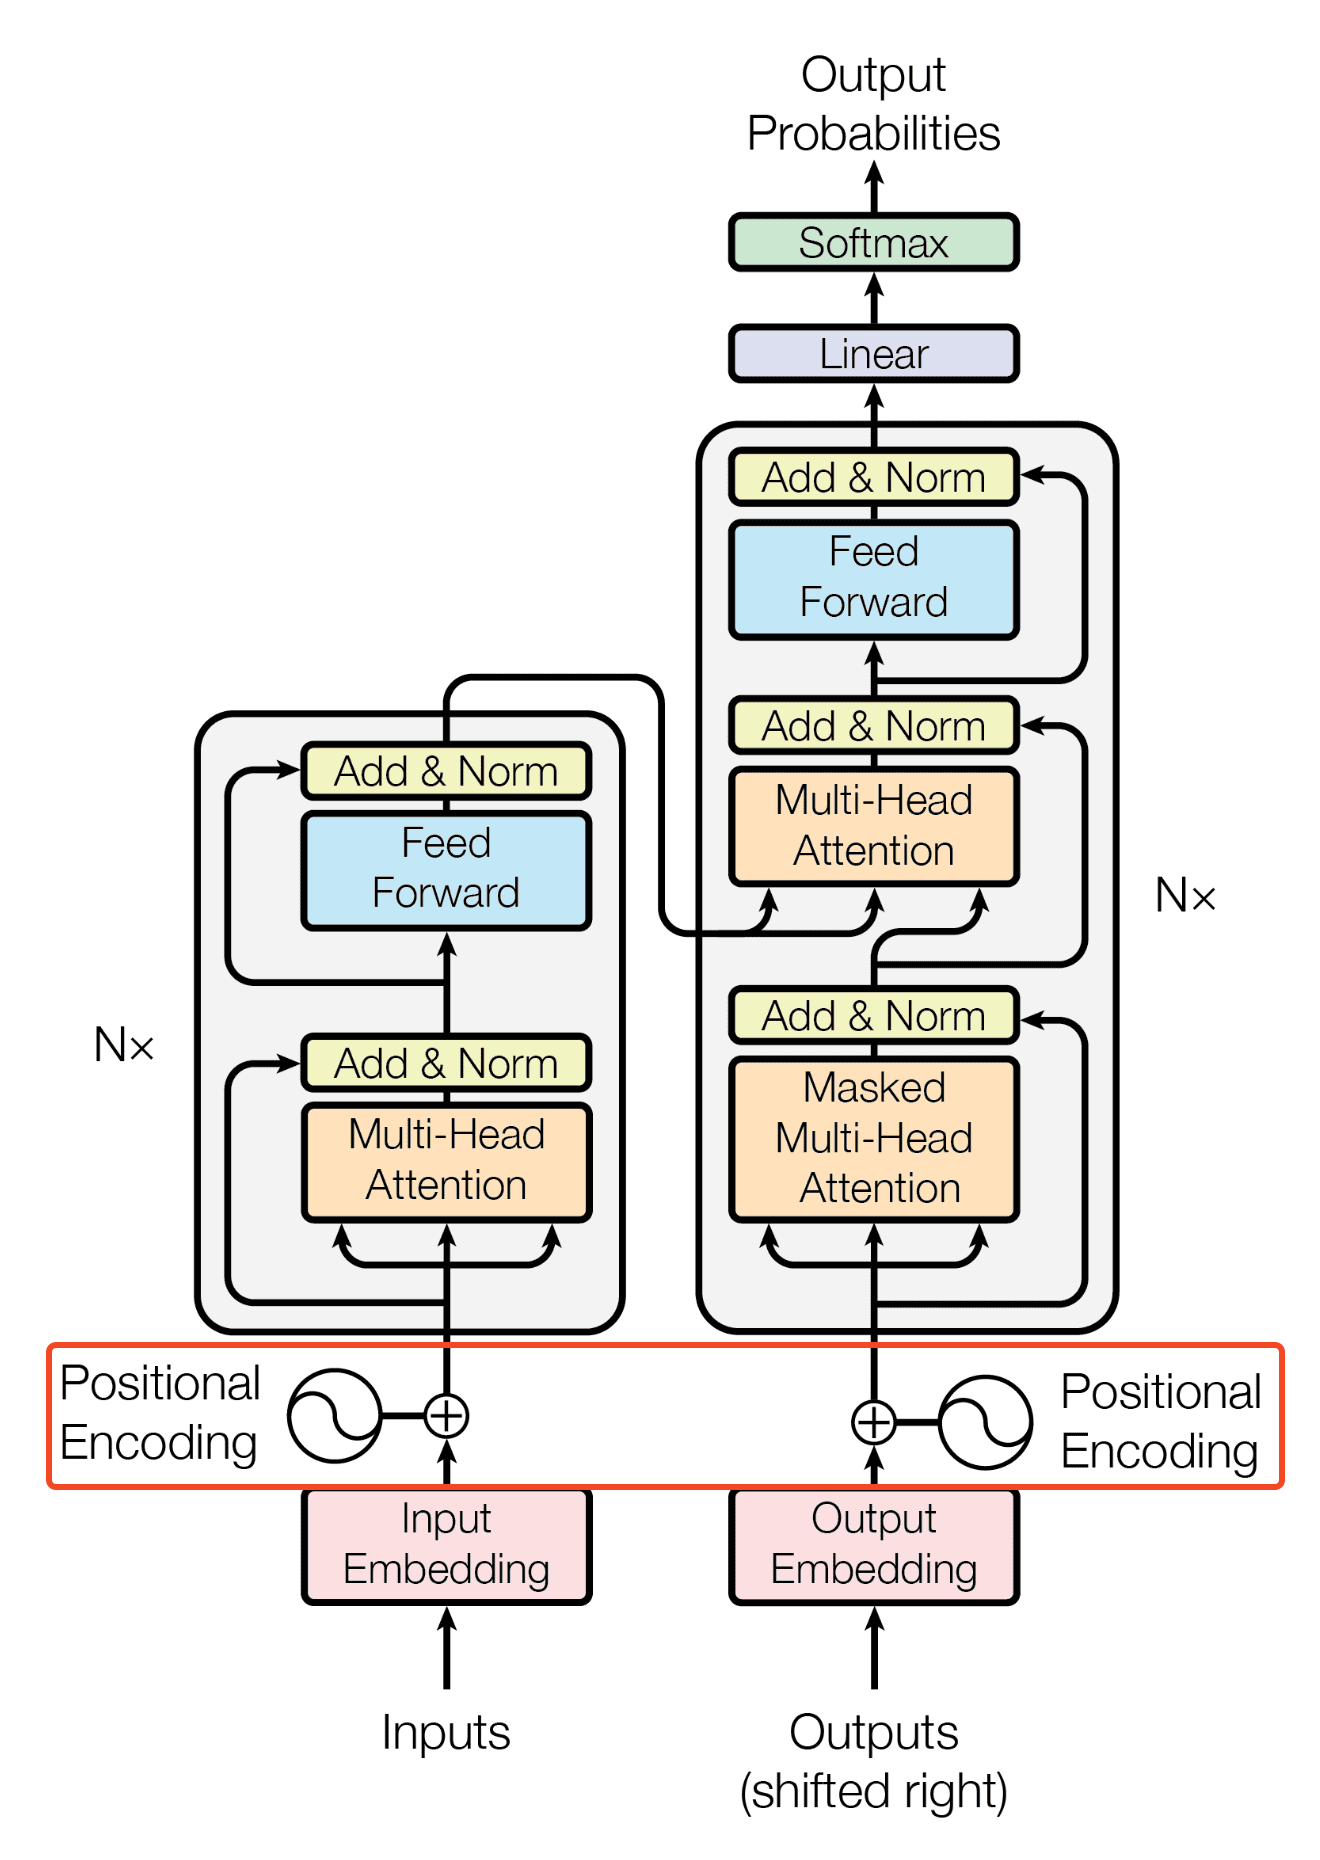 Output
Probabilities
Softmax
Linear
Add & Norm
Feed
Forward
Add & Norm
Multi-Head
Attention
Nx
Add & Norm
Masked
Multi-Head
Attention
Add & Norm
Feed
Forward
Nx
Add & Norm
Multi-Head
Attention
Positional
Encoding
Positional
Encoding
Input
Embedding
Output
Embedding
Inputs
Outputs
(shifted right)